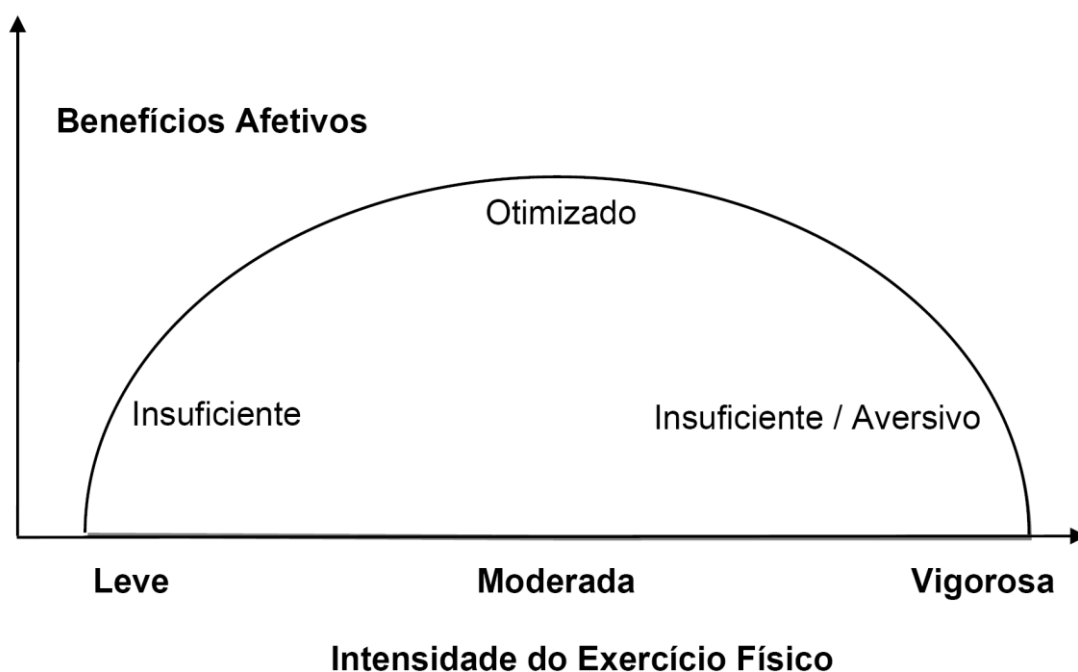 Benefícios Afetivos
Otimizado
Insuficiente
Insuficiente / Aversivo
Leve
Moderada
Vigorosa
Intensidade do Exercício Físico